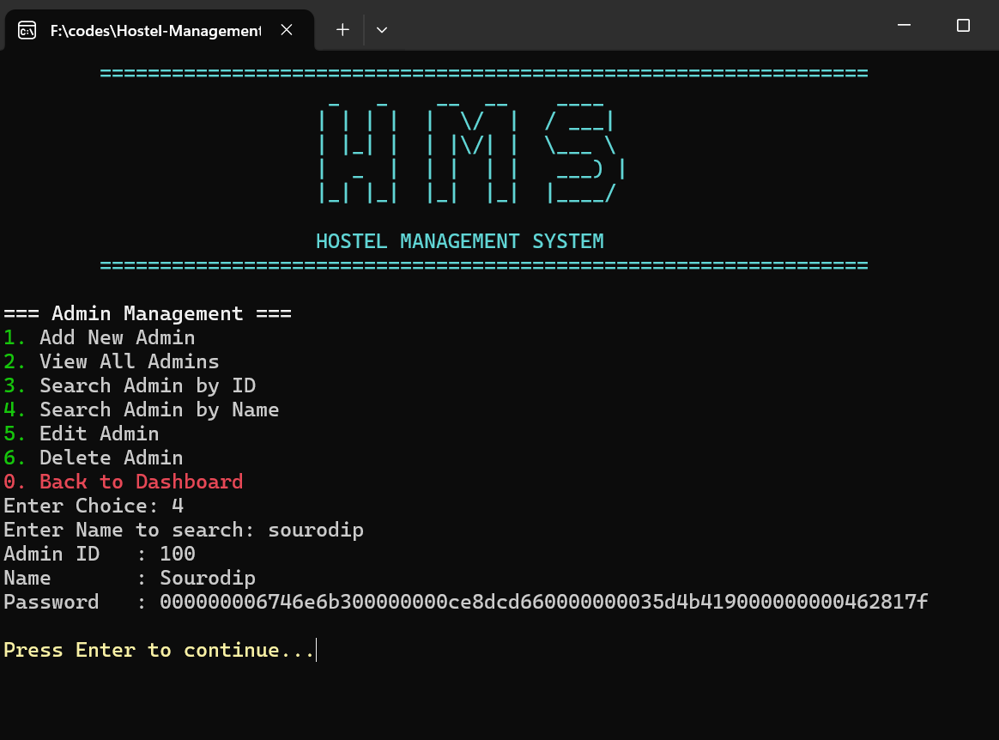 F:\codes\Hostel-Management
================================================================
 _   _    __  __    ____
| | | |  |  \/  |  / ___|
| |_| |  | |\/| |  \___ \
|  _  |  | |  | |   ___) |
|_| |_|  |_|  |_|  |____/
HOSTEL MANAGEMENT SYSTEM
================================================================
=== Admin Management ===
1. Add New Admin
2. View All Admins
3. Search Admin by ID
4. Search Admin by Name
5. Edit Admin
6. Delete Admin
0. Back to Dashboard
Enter Choice: 4
Enter Name to search: sourodip
Admin ID   : 100
Name       : Sourodip
Password   : 000000006746e6b300000000ce8dcd660000000035d4b419000000000462817f
Press Enter to continue...